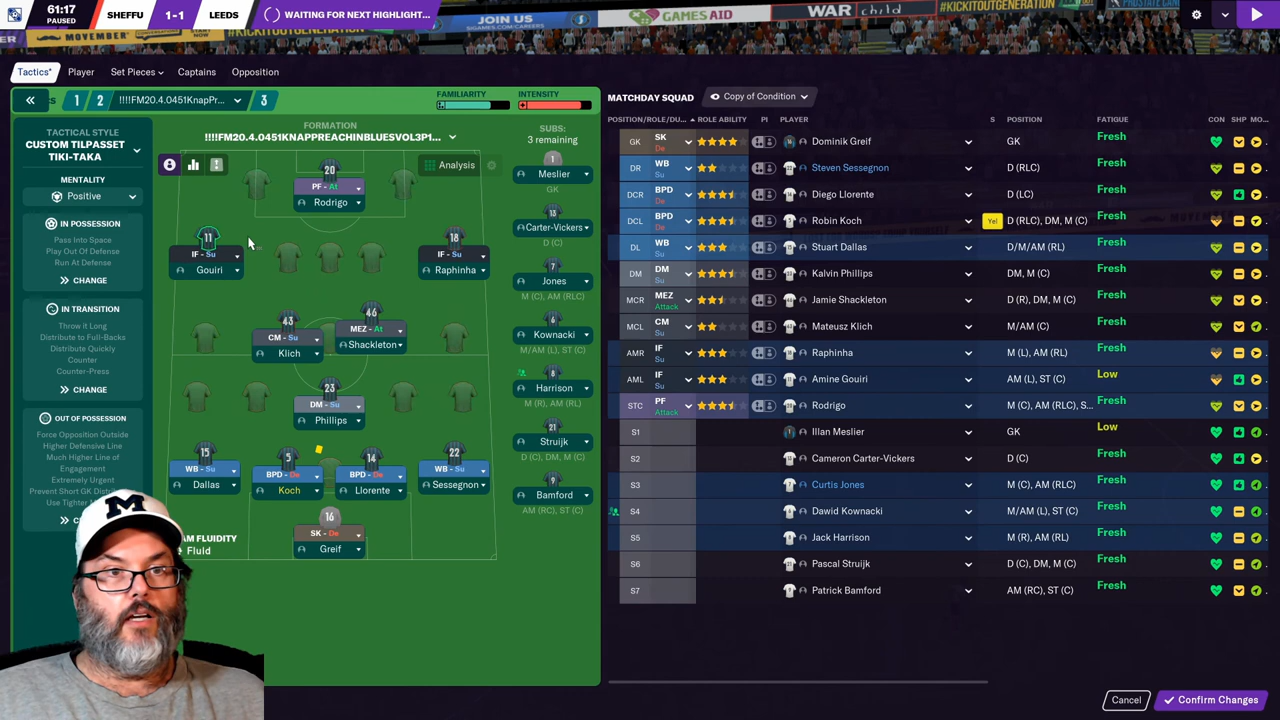 61:17
PAUSED
SHEFFU
1-1
LEEDS
WAITING FOR NEXT HIGHLIGHT...
JOIN US
sigames.com/careers
GAMES AID
WAR child
#KICKITOUTGENERATION
MOVEMBER
#KICKITOUTGENER
Tactics*
Player
Set Pieces
Captains
Opposition
1
2
!!!!FM20.4.0451KnapPr...
3
FAMILIARITY
INTENSITY
TACTICAL STYLE
CUSTOM TILPASSET
TIKI-TAKA
MENTALITY
Positive
IN POSSESSION
Pass Into Space
Play Out Of Defense
Run At Defense
CHANGE
IN TRANSITION
Throw it Long
Distribute to Full-Backs
Distribute Quickly
Counter
Counter-Press
CHANGE
OUT OF POSSESSION
Force Opposition Outside
Higher Defensive Line
Much Higher Line of
Engagement
Extremely Urgent
Prevent Short GK Distrib
Use Tighter
FORMATION
!!!!FM20.4.0451KNAPPREACHINBLUESVOL3P1...
Analysis
20
PF - At
Rodrigo
11
IF - Su
Gouiri
18
IF - Su
Raphinha
43
CM - Su
Klich
46
MEZ - At
Shackleton
23
DM - Su
Phillips
15
WB - Su
Dallas
5
BPD - De
Koch
14
BPD - De
Llorente
22
WB - Su
Sessegnon
16
SK - De
Greif
AM FLUIDITY
Fluid
SUBS:
3 remaining
1
Meslier
GK
13
Carter-Vickers
D (C)
7
Jones
M (C), AM (RLC)
6
Kownacki
M/AM (L), ST (C)
8
Harrison
M (R), AM (RL)
21
Struijk
D (C), DM, M (C)
9
Bamford
AM (RC), ST (C)
MATCHDAY SQUAD
Copy of Condition
POSITION/ROLE/DU...
ROLE ABILITY
PI
PLAYER
S
POSITION
FATIGUE
CON
SHP
MO...
GK SK De Dominik Greif GK Fresh
DR WB Su Steven Sessegnon D (RLC) Fresh
DCR BPD De Diego Llorente D (LC) Fresh
DCL BPD De Robin Koch Yel D (RLC), DM, M (C) Fresh
DL WB Su Stuart Dallas D/M/AM (RL) Fresh
DM DM Su Kalvin Phillips DM, M (C) Fresh
MCR MEZ Attack Jamie Shackleton D (R), DM, M (C) Fresh
MCL CM Su Mateusz Klich M/AM (C) Fresh
AMR IF Su Raphinha M (L), AM (RL) Fresh
AML IF Su Amine Gouiri AM (L), ST (C) Low
STC PF Attack Rodrigo M (C), AM (RLC), S... Fresh
S1 Illan Meslier GK Low
S2 Cameron Carter-Vickers D (C) Fresh
S3 Curtis Jones M (C), AM (RLC) Fresh
S4 Dawid Kownacki M/AM (L), ST (C) Fresh
S5 Jack Harrison M (R), AM (RL) Fresh
S6 Pascal Struijk D (C), DM, M (C) Fresh
S7 Patrick Bamford AM (RC), ST (C) Fresh
Cancel
Confirm Changes
M